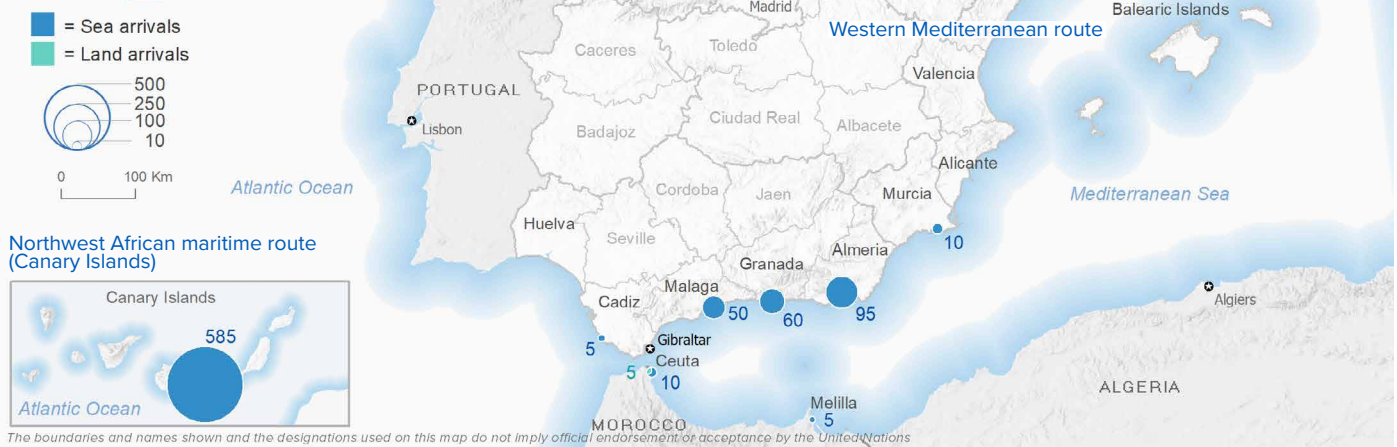 = Sea arrivals
= Land arrivals
500
250
100
10
0 100 Km
Madrid
Balearic Islands
Western Mediterranean route
Caceres
Toledo
Valencia
PORTUGAL
Lisbon
Badajoz
Ciudad Real
Albacete
Alicante
Atlantic Ocean
Cordoba
Jaen
Murcia
Mediterranean Sea
Huelva
Seville
Almeria
10
Granada
Malaga
Cadiz
50
60
95
Algiers
5
Gibraltar
Ceuta
5
10
ALGERIA
Melilla
5
MOROCCO
Northwest African maritime route
(Canary Islands)
Canary Islands
585
Atlantic Ocean
The boundaries and names shown and the designations used on this map do not imply official endorsement or acceptance by the United Nations